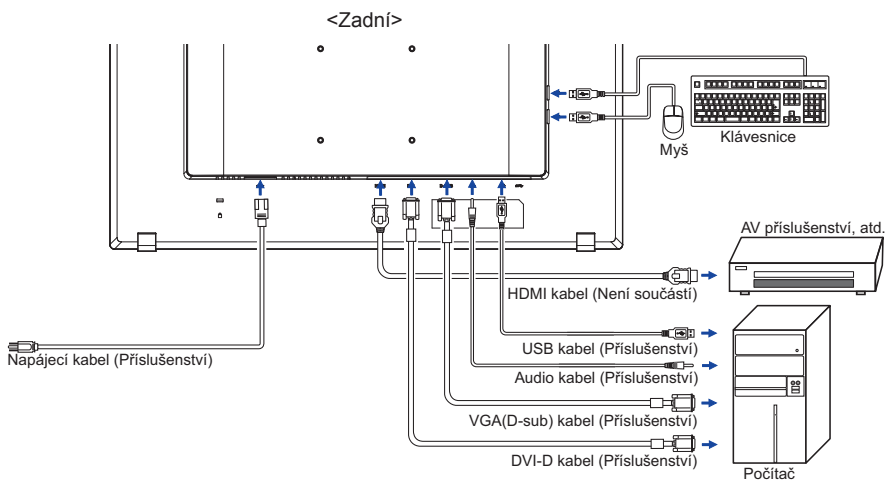 <Zadní>
Klávesnice
Myš
AV příslušenství, atd.
HDMI kabel (Není součástí)
USB kabel (Příslušenství)
Napájecí kabel (Příslušenství)
Audio kabel (Příslušenství)
VGA(D-sub) kabel (Příslušenství)
DVI-D kabel (Příslušenství)
Počítač